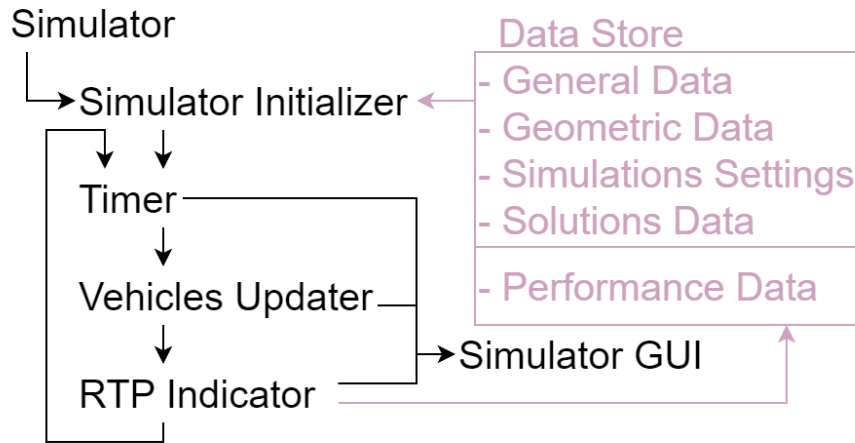 Simulator
Simulator Initializer
Timer
Vehicles Updater
RTP Indicator
Simulator GUI
Data Store
- General Data
- Geometric Data
- Simulations Settings
- Solutions Data
- Performance Data